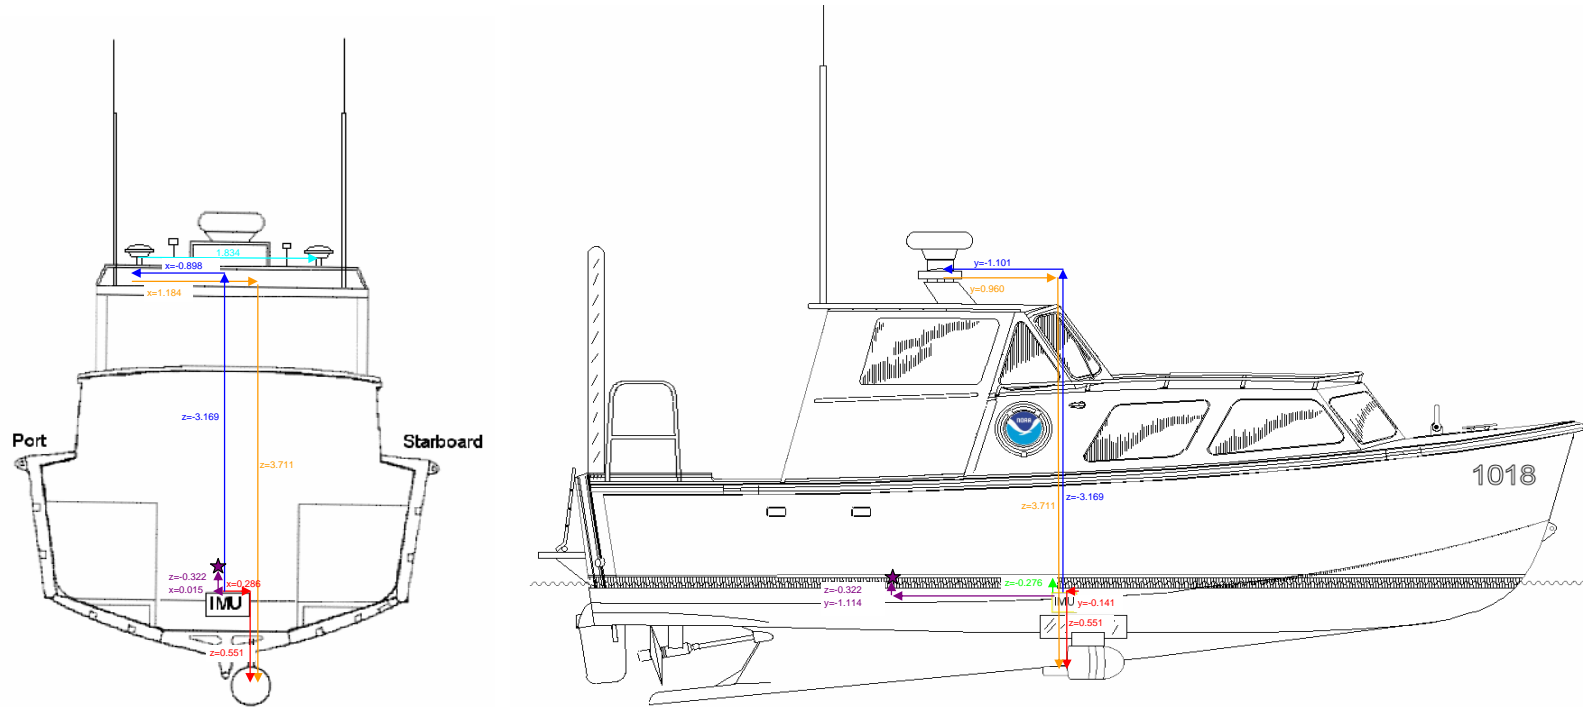 1.834
x=-0.898
x=1.184
z=-3.169
Port
Starboard
z=3.711
z=-0.322
x=0.286
x=0.015
IMU
z=0.551
y=-1.101
y=0.960
NOAA
1018
z=-3.169
z=3.711
z=-0.276
z=-0.322
y=-1.114
IMU
y=-0.141
z=0.551